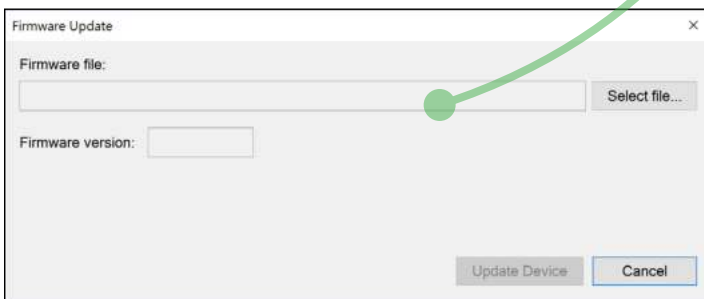 Firmware Update
Firmware file:
Select file...
Firmware version:
Update Device
Cancel